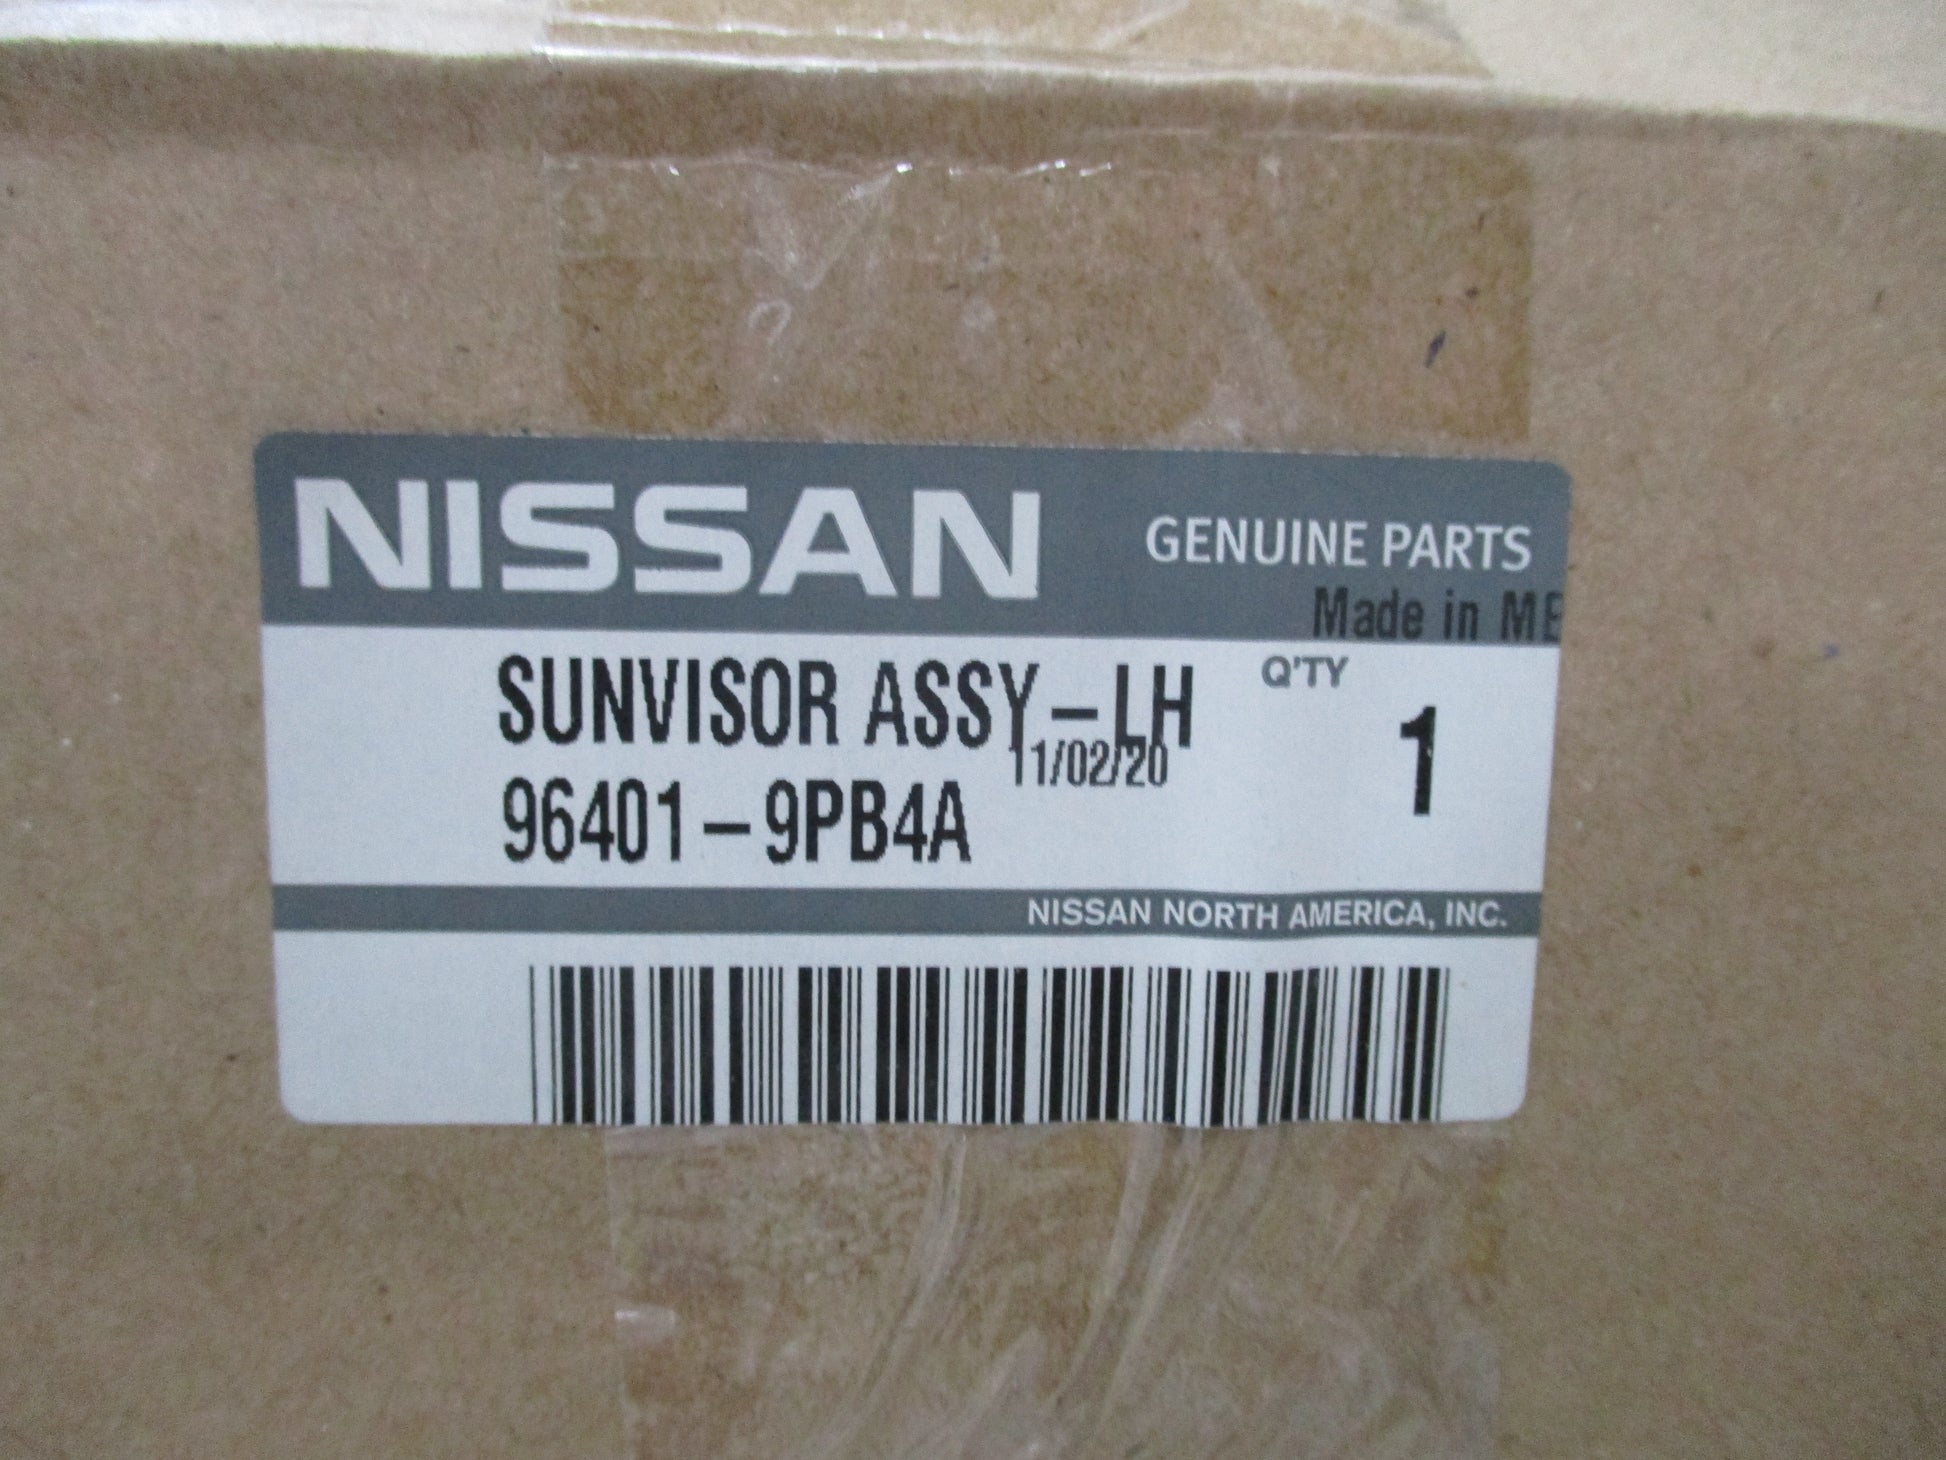 NISSAN GENUINE PARTS
Made in ME
SUNVISOR ASSY-LH Q'TY 1
11/02/20
96401-9PB4A
NISSAN NORTH AMERICA, INC.